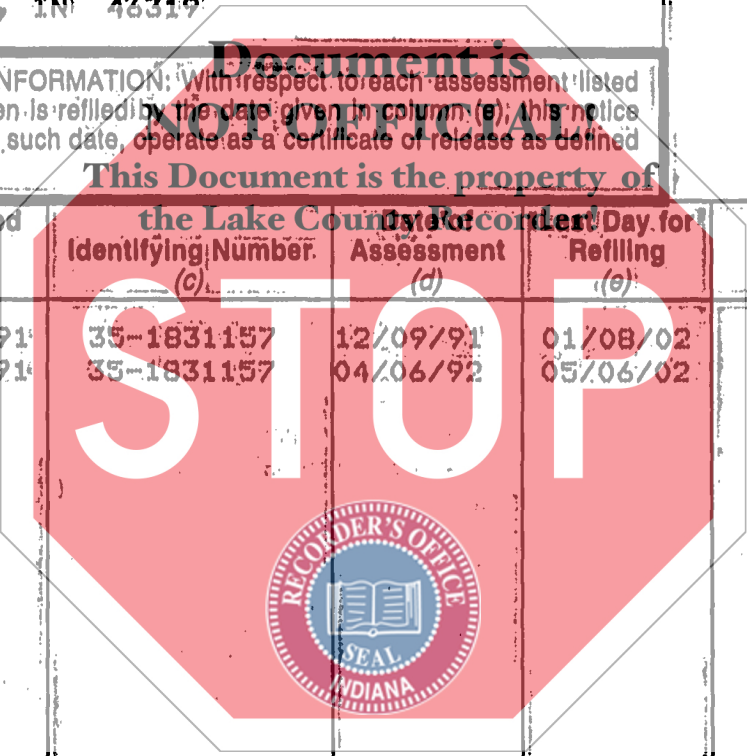 IN 46319
Document is
NFORMATION: With respect to each assessment listed
en is refiled by the date given in column (e), this notice
NOT OFFICIAL!
such date, operate as a certificate of release as defined
This Document is the property of
the Lake County Recorder!
d Identifying Number (c) Date of Assessment (d) Last Day for Refiling (e)
91 35-1831157 12/09/91 01/08/02
91 35-1831157 04/06/92 05/06/02
STOP
RECORDER'S OFFICE
SEAL
INDIANA